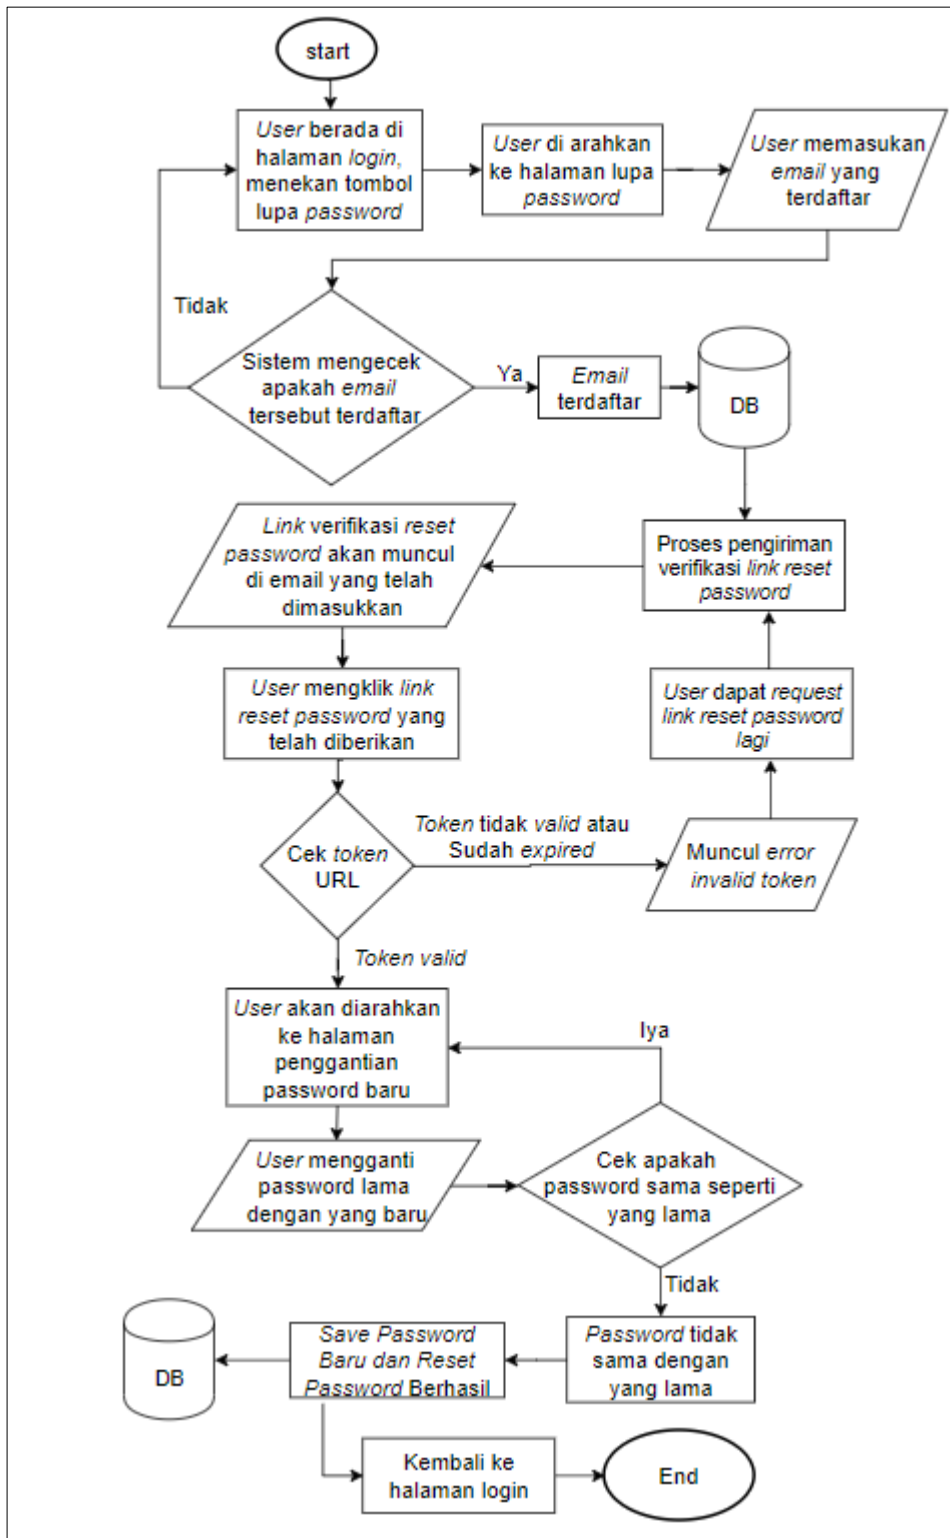 start
User berada di
halaman login,
menekan tombol
lupa password
User di arahkan
ke halaman lupa
password
User memasukan
email yang
terdaftar
Tidak
Sistem mengecek
apakah email
tersebut terdaftar
Ya
Email
terdaftar
DB
Proses pengiriman
verifikasi link reset
password
Link verifikasi reset
password akan muncul
di email yang telah
dimasukkan
User mengklik link
reset password yang
telah diberikan
User dapat request
link reset password
lagi
Cek token
URL
Token tidak valid atau
Sudah expired
Muncul error
invalid token
Token valid
User akan diarahkan
ke halaman
penggantian
password baru
Iya
User mengganti
password lama
dengan yang baru
Cek apakah
password sama seperti
yang lama
Tidak
Password tidak
sama dengan
yang lama
Save Password
Baru dan Reset
Password Berhasil
DB
Kembali ke
halaman login
End